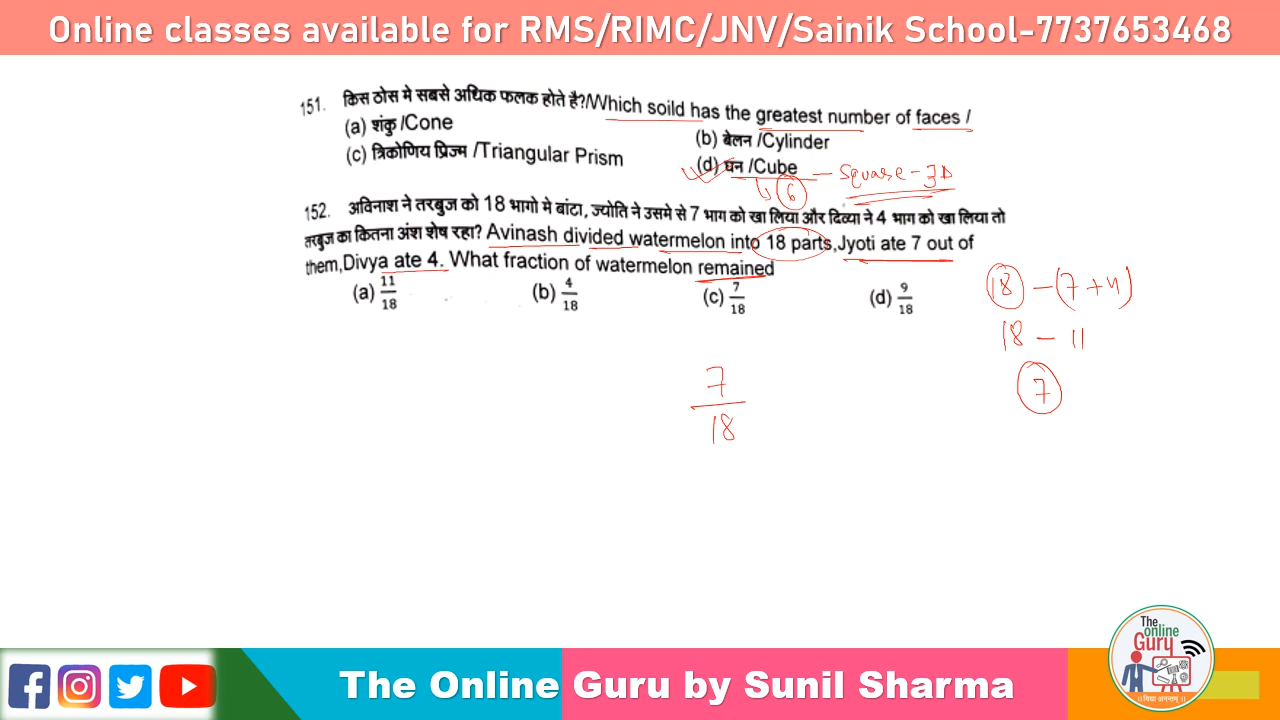 Online classes available for RMS/RIMC/JNV/Sainik School-7737653468
151. किस ठोस मे सबसे अधिक फलक होते है?/Which soild has the greatest number of faces /
(a) शंकु /Cone
(b) बेलन /Cylinder
(c) त्रिकोणिय प्रिज्म /Triangular Prism
(d) घन /Cube – Square - 3D
6
152. अविनाश ने तरबुज को 18 भागो मे बांटा, ज्योति ने उसमे से 7 भाग को खा लिया और दिव्या ने 4 भाग को खा लिया तो
तरबुज का कितना अंश शेष रहा? Avinash divided watermelon into 18 parts,Jyoti ate 7 out of
them,Divya ate 4. What fraction of watermelon remained
(a) 11/18 (b) 4/18 (c) 7/18 (d) 9/18
18 – (7 + 4)
18 – 11
7
7/18
The online Guru
The Online Guru by Sunil Sharma